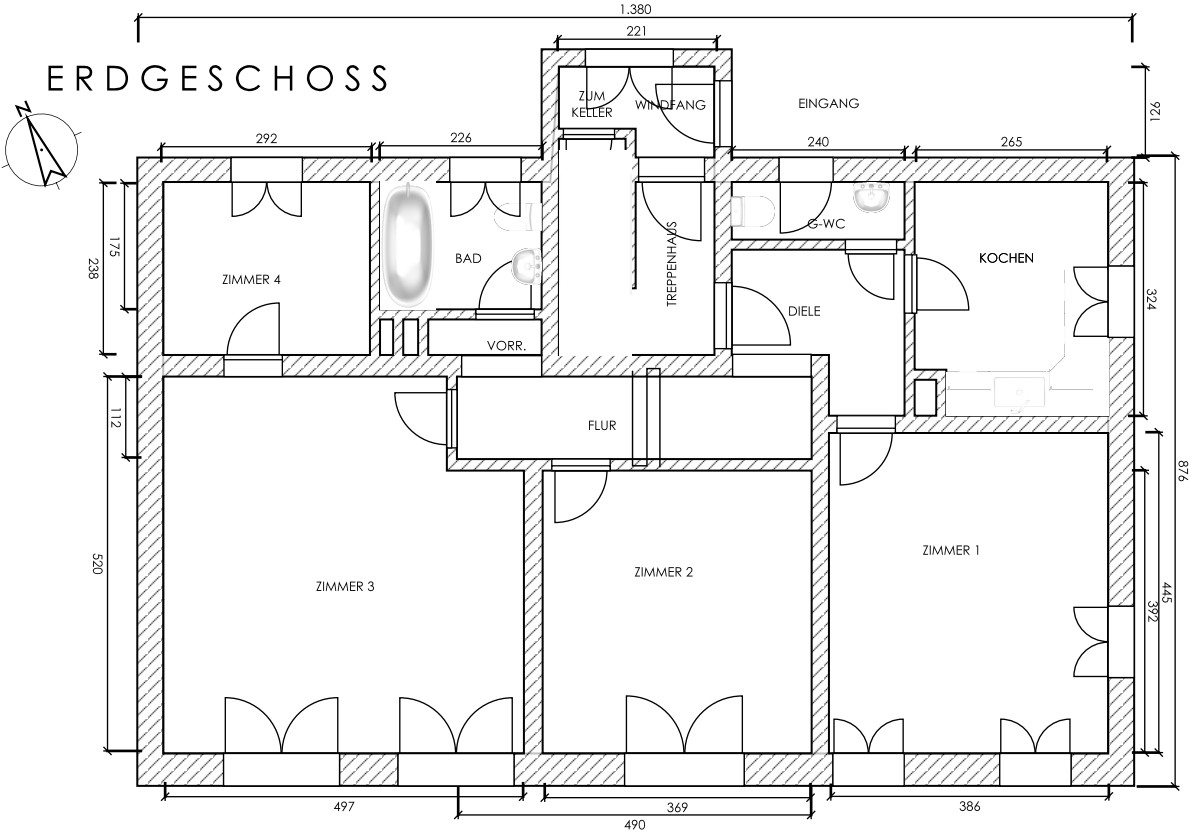 1.380
221
ERDGESCHOSS
N
ZUM
KELLER
WINDFANG
EINGANG
126
292
226
240
265
175
238
ZIMMER 4
BAD
TREPPENHAUS
G-WC
DIELE
KOCHEN
324
VORR.
112
FLUR
876
520
ZIMMER 3
ZIMMER 2
ZIMMER 1
445
392
497
369
386
490